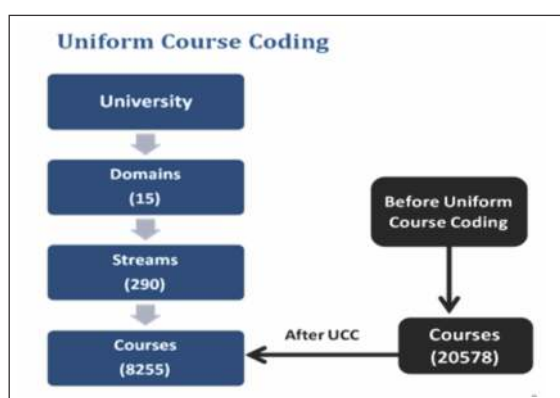 Uniform Course Coding
University
Domains
(15)
Streams
(290)
Courses
(8255)
Before Uniform
Course Coding
After UCC
Courses
(20578)